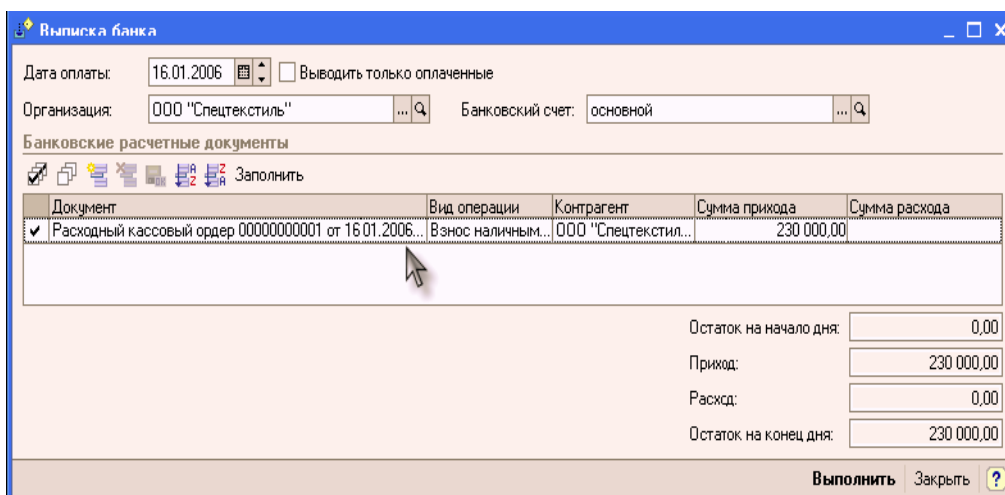 Выписка банка
Дата оплаты: 16.01.2006 Выводить только оплаченные
Организация: ООО "Спецтекстиль" ... Банковский счет: основной ...
Банковские расчетные документы
Заполнить
Документ Вид операции Контрагент Сумма прихода Сумма расхода
Расходный кассовый ордер 00000000001 от 16.01.2006... Взнос наличным... ООО "Спецтекстил... 230 000,00
Остаток на начало дня: 0,00
Приход: 230 000,00
Расход: 0,00
Остаток на конец дня: 230 000,00
Выполнить Закрыть ?